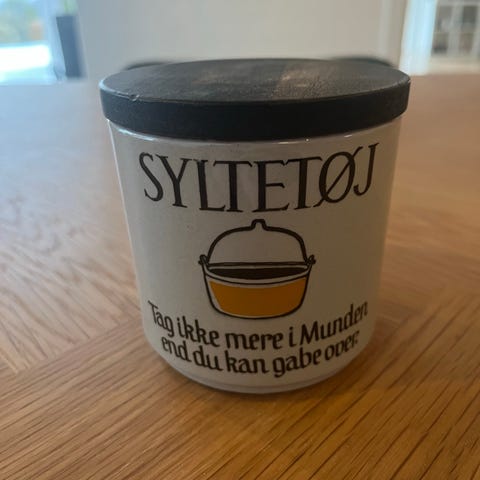 SYLTETØJ
Tag ikke mere i Munden
end du kan gabe over.